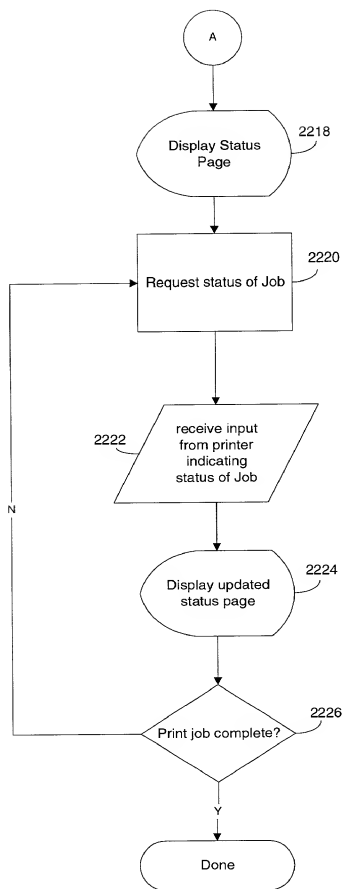 A
Display Status
Page
2218
Request status of Job
2220
receive input
from printer
indicating
status of Job
2222
N
Display updated
status page
2224
Print job complete?
2226
Y
Done